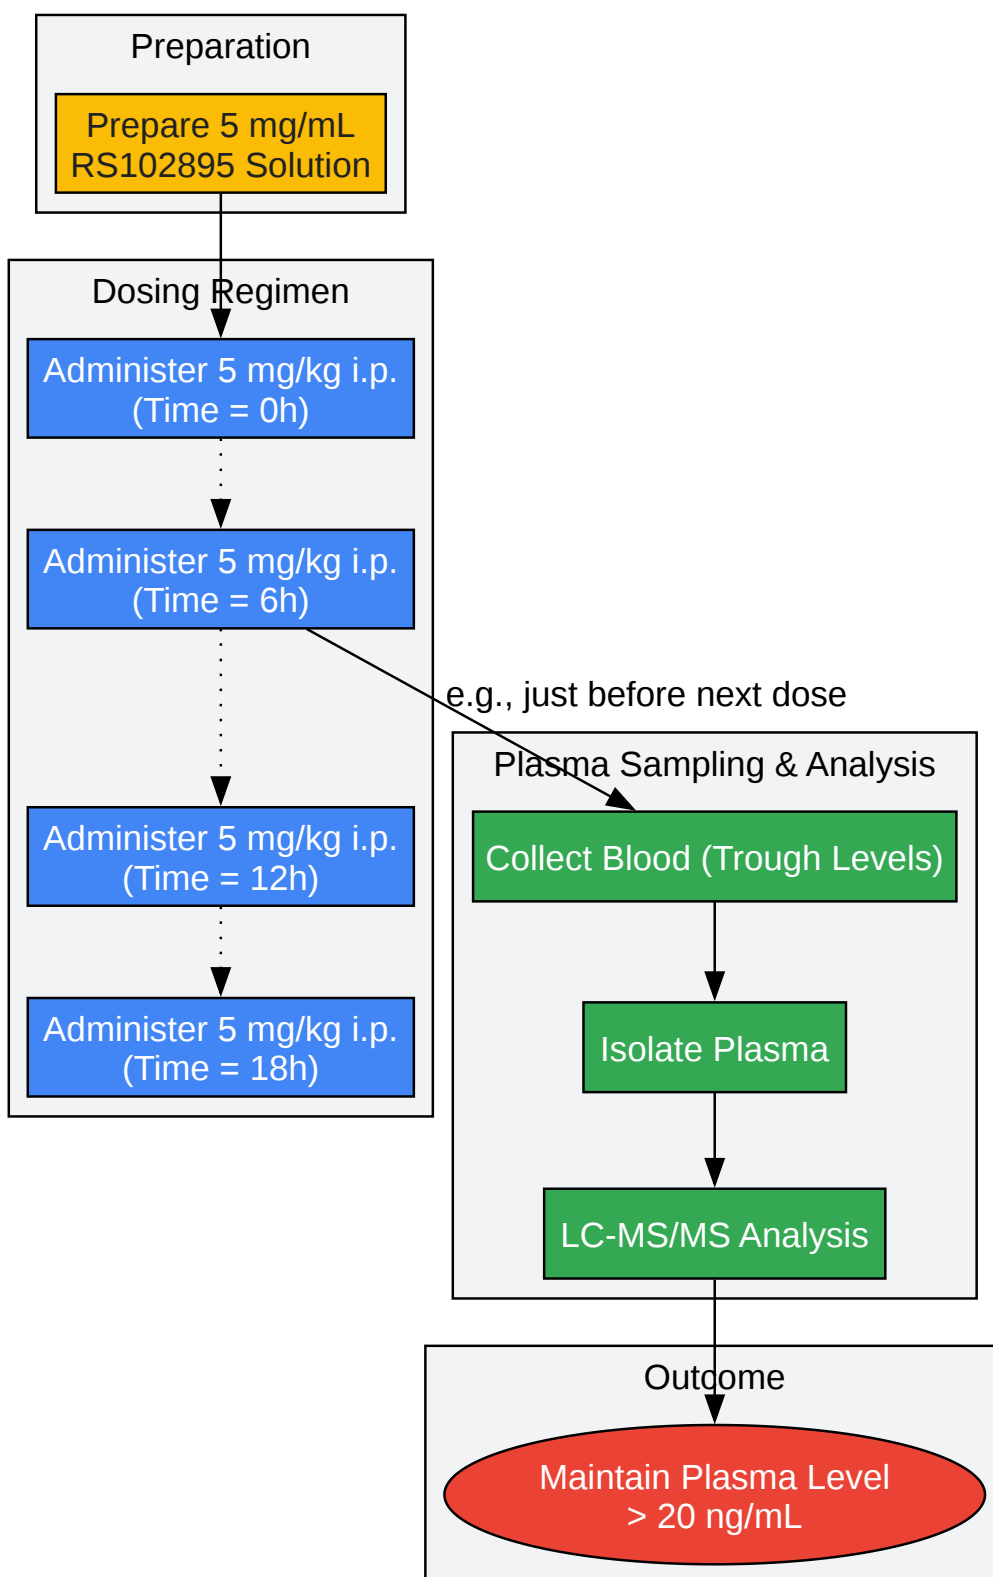 Preparation
Prepare 5 mg/mL
RS102895 Solution
Dosing Regimen
Administer 5 mg/kg i.p.
(Time = 0h)
Administer 5 mg/kg i.p.
(Time = 6h)
e.g., just before next dose
Plasma Sampling & Analysis
Administer 5 mg/kg i.p.
(Time = 12h)
Collect Blood (Trough Levels)
Administer 5 mg/kg i.p.
(Time = 18h)
Isolate Plasma
LC-MS/MS Analysis
Outcome
Maintain Plasma Level
> 20 ng/mL